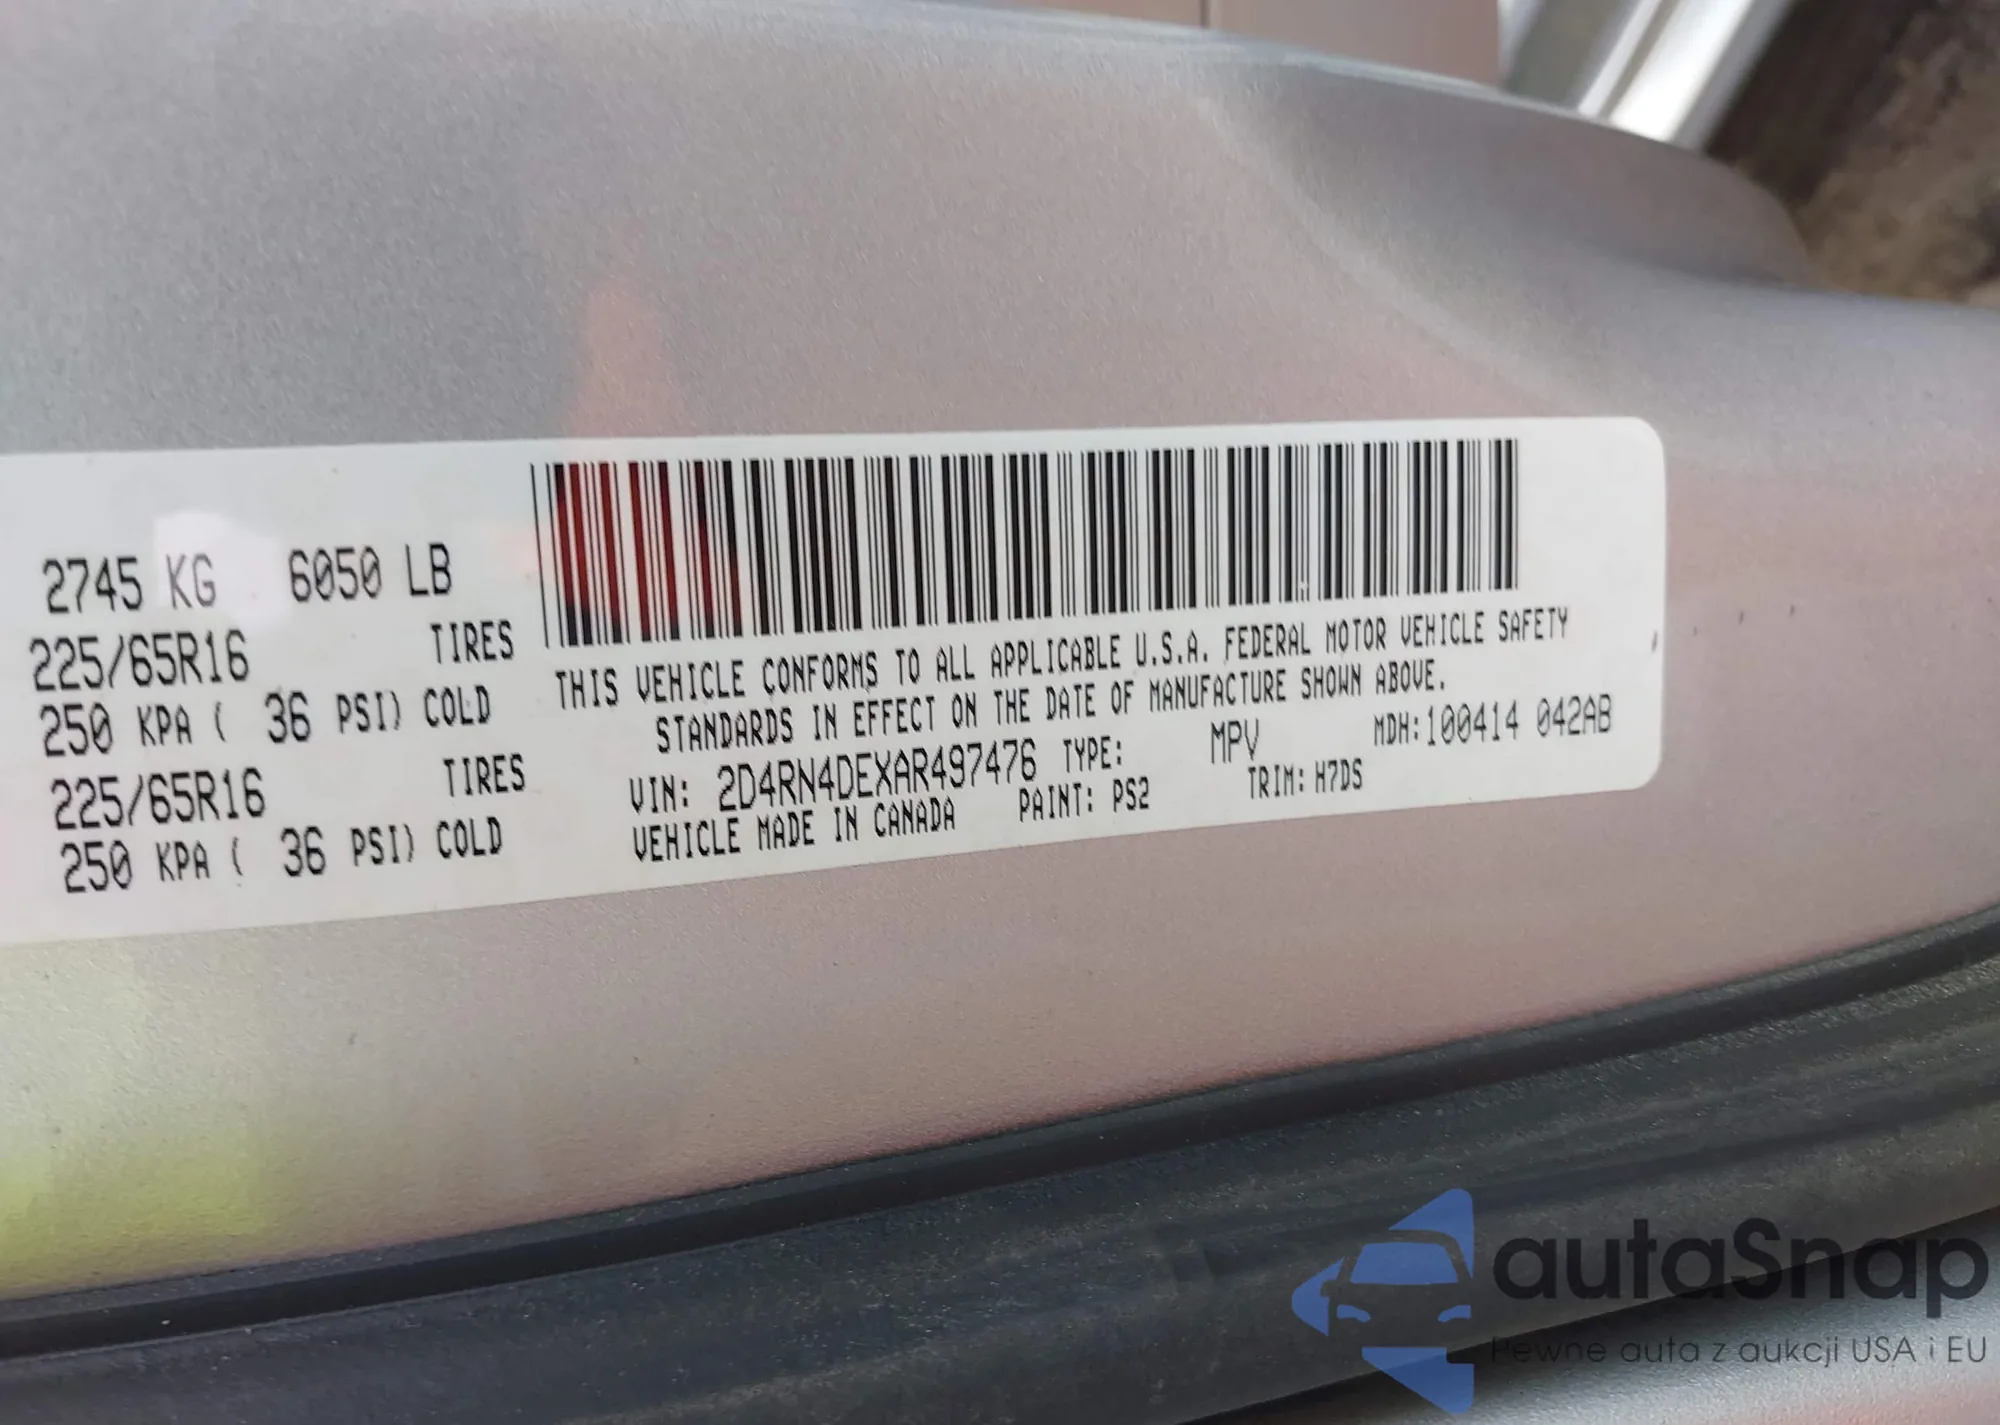 2745 KG 6050 LB
225/65R16 TIRES
250 KPA ( 36 PSI) COLD
225/65R16 TIRES
250 KPA ( 36 PSI) COLD
THIS VEHICLE CONFORMS TO ALL APPLICABLE U.S.A. FEDERAL MOTOR VEHICLE SAFETY
STANDARDS IN EFFECT ON THE DATE OF MANUFACTURE SHOWN ABOVE.
VIN: 2D4RN4DEXAR497476 TYPE: MPV MDH:100414 042AB
VEHICLE MADE IN CANADA PAINT: PS2 TRIM: H7DS
autaSnap
Pewne auta z aukcji USA i EU